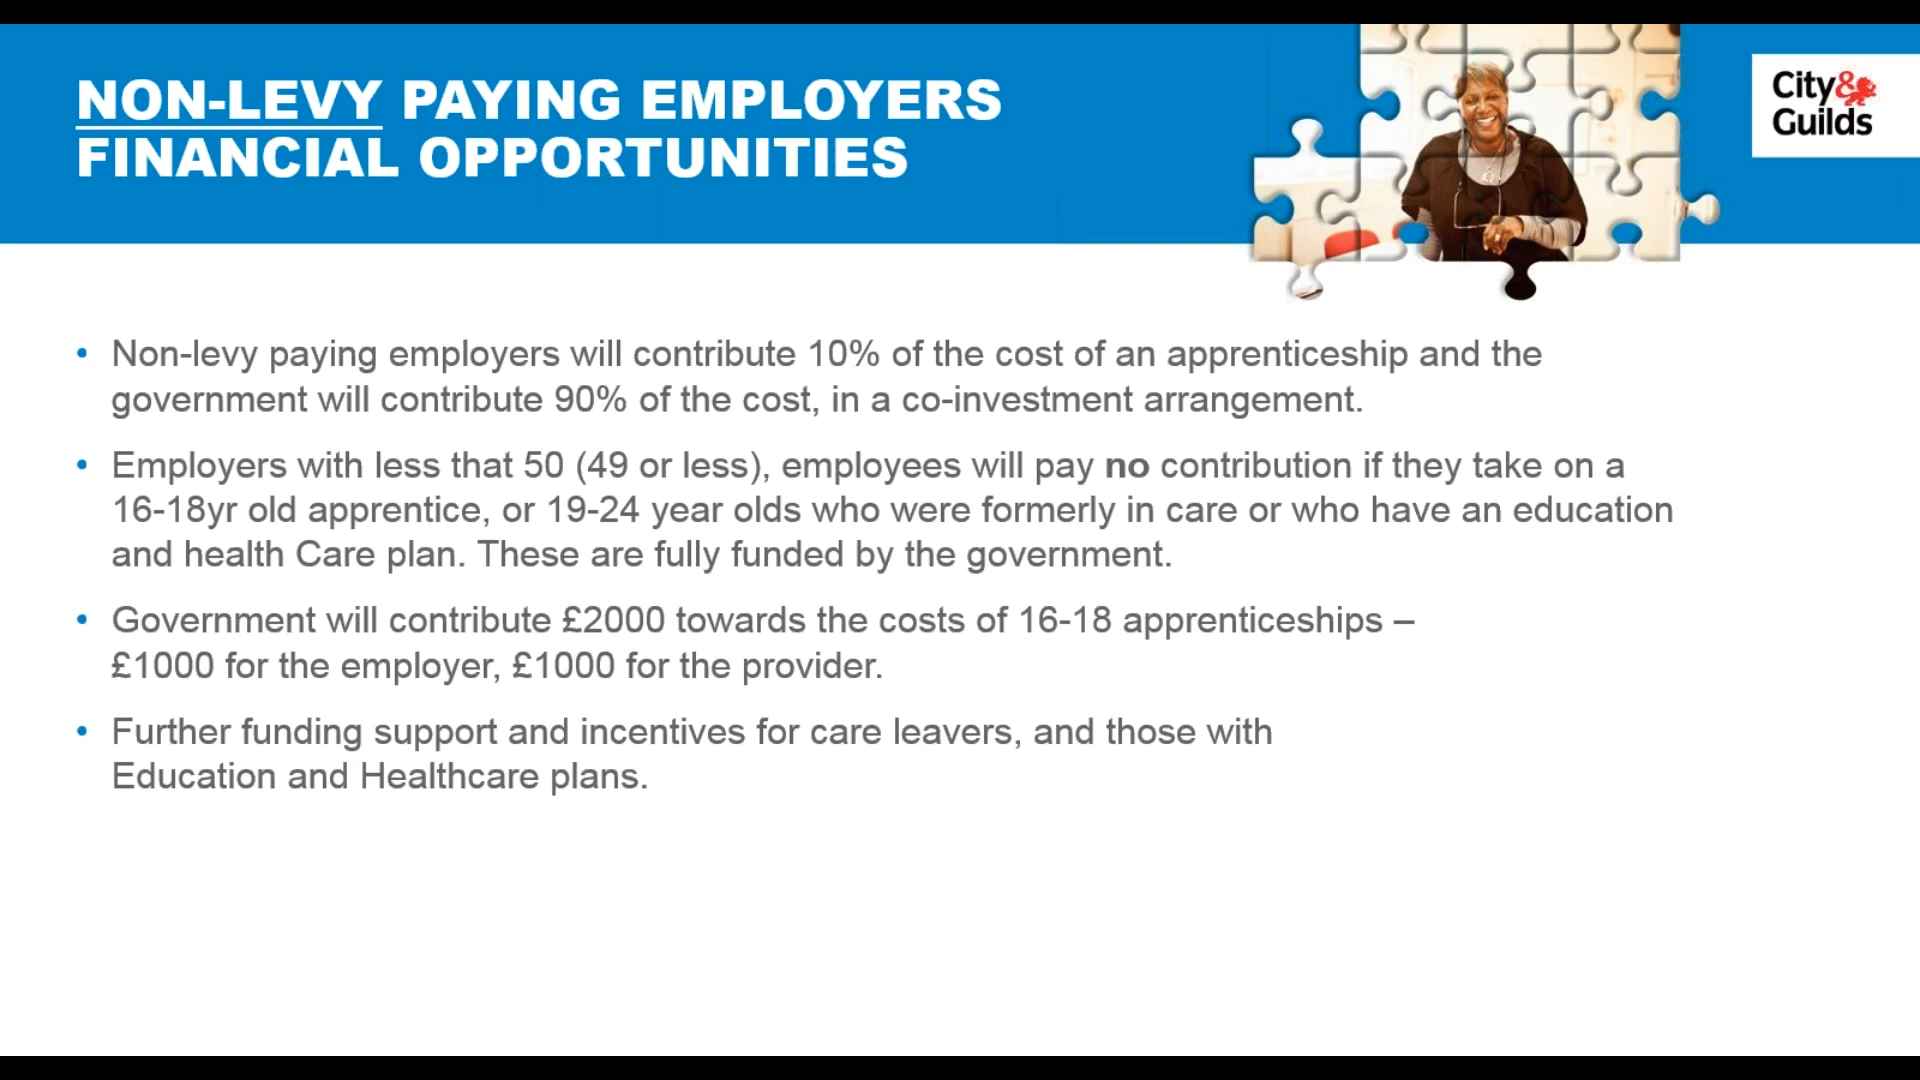 NON-LEVY PAYING EMPLOYERS
FINANCIAL OPPORTUNITIES
City&
Guilds
• Non-levy paying employers will contribute 10% of the cost of an apprenticeship and the
government will contribute 90% of the cost, in a co-investment arrangement.
• Employers with less that 50 (49 or less), employees will pay no contribution if they take on a
16-18yr old apprentice, or 19-24 year olds who were formerly in care or who have an education
and health Care plan. These are fully funded by the government.
• Government will contribute £2000 towards the costs of 16-18 apprenticeships –
£1000 for the employer, £1000 for the provider.
• Further funding support and incentives for care leavers, and those with
Education and Healthcare plans.